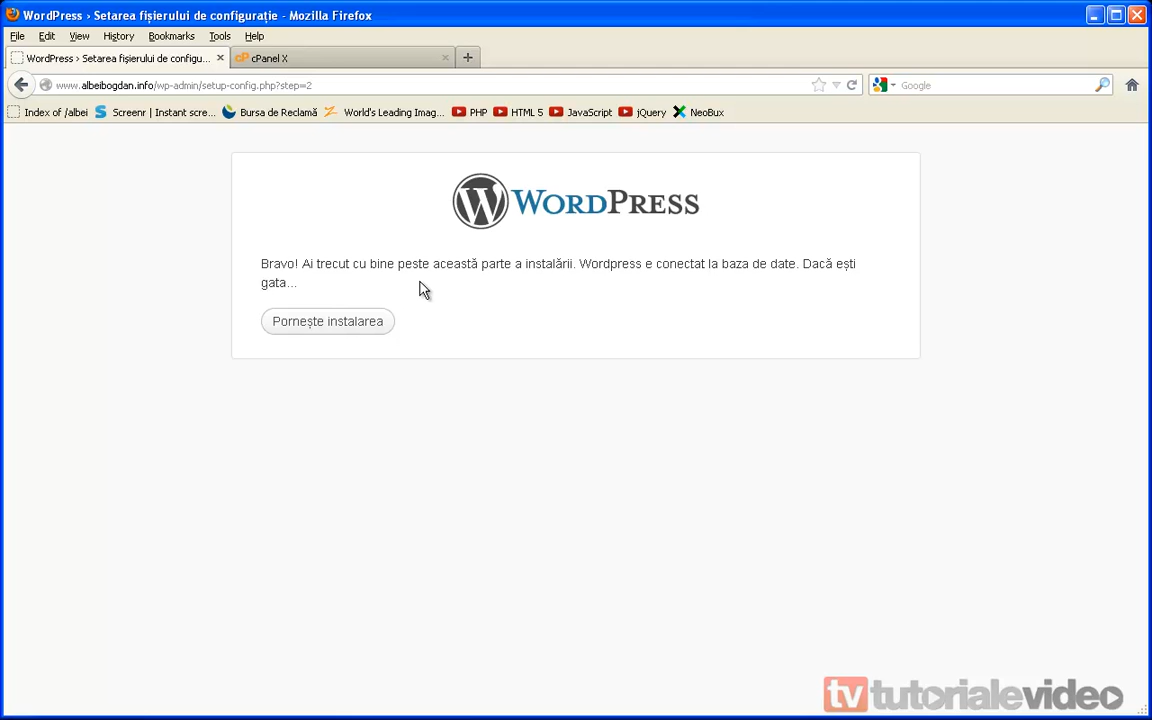 WordPress › Setarea fișierului de configurație - Mozilla Firefox
File Edit View History Bookmarks Tools Help
WordPress › Setarea fișierului de configu... cPanel X
www.albeibogdan.info/wp-admin/setup-config.php?step=2 Google
Index of /albei Screenr | Instant scre... Bursa de Reclamă World's Leading Imag... PHP HTML 5 JavaScript jQuery NeoBux
WORDPRESS
Bravo! Ai trecut cu bine peste această parte a instalării. Wordpress e conectat la baza de date. Dacă ești
gata...
Pornește instalarea
tv tutorialevideo